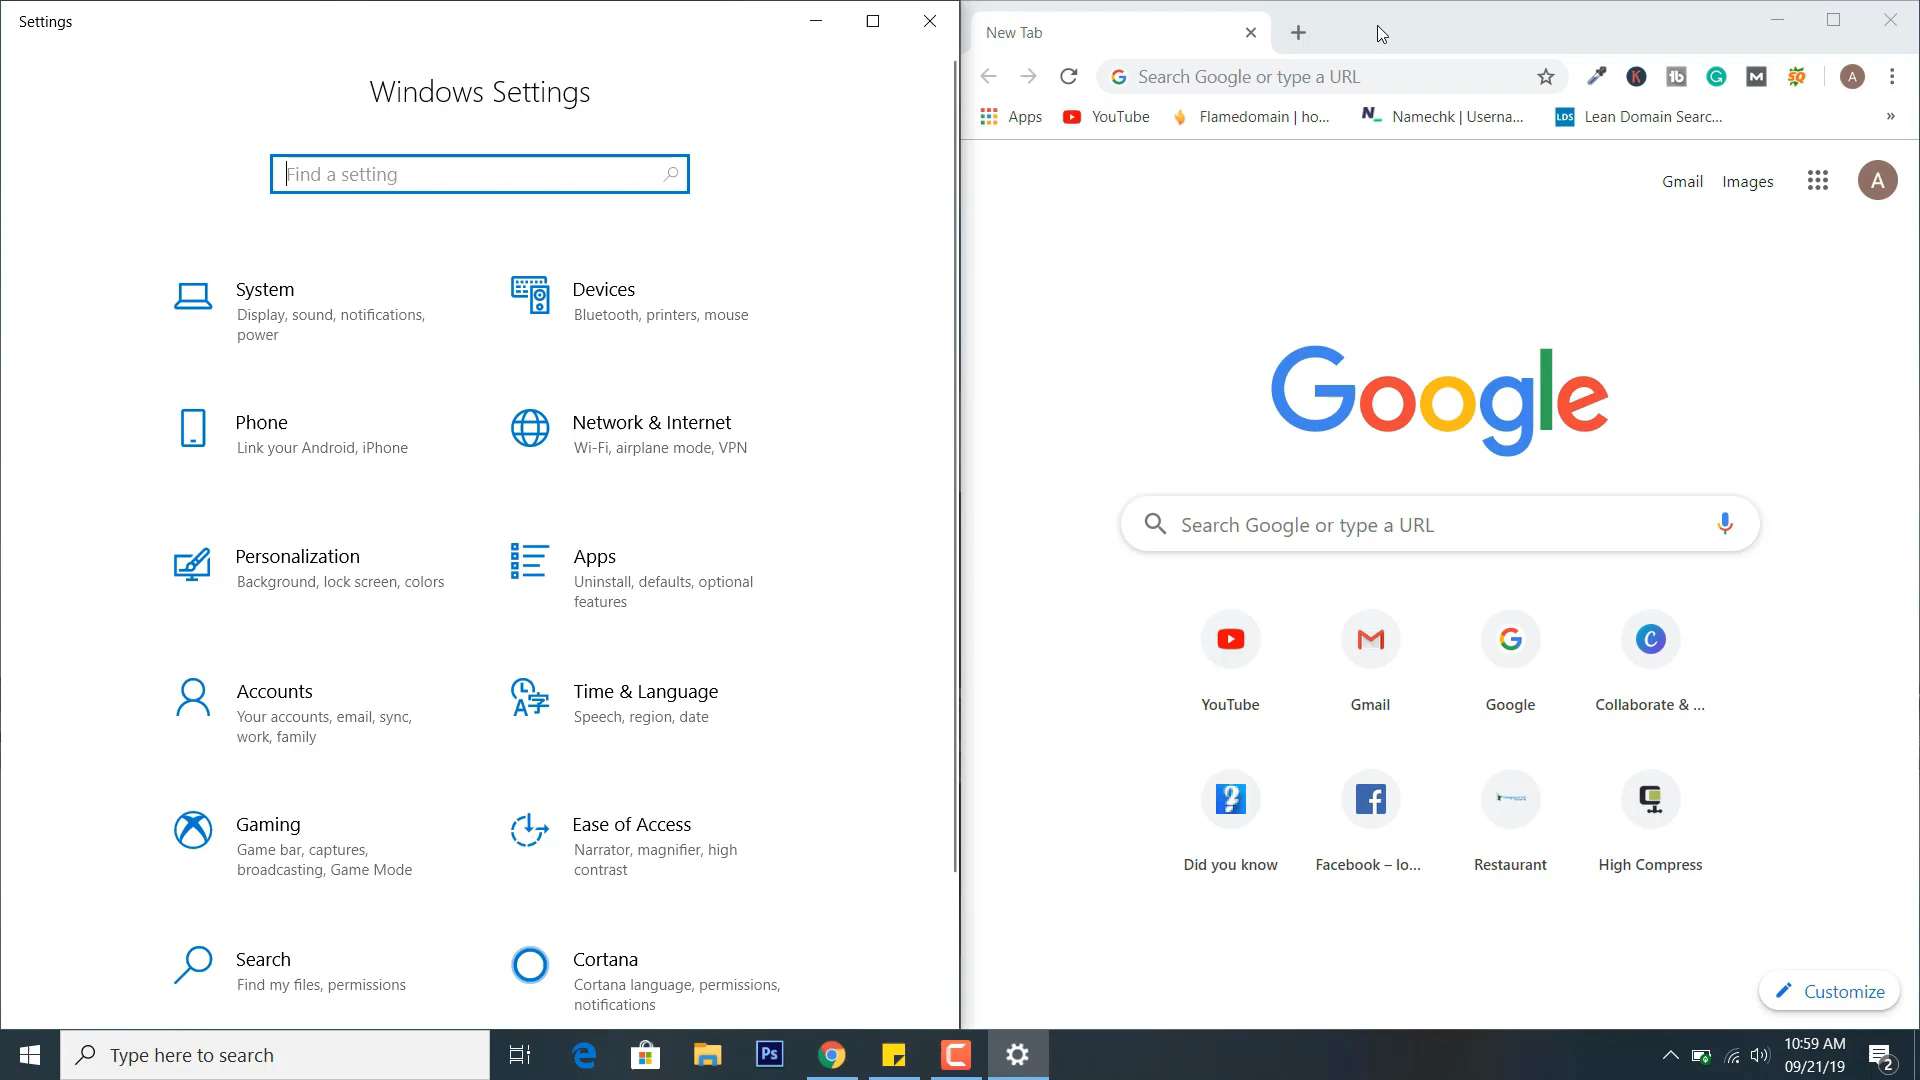 Settings
Windows Settings
Find a setting
System
Display, sound, notifications,
power
Devices
Bluetooth, printers, mouse
Phone
Link your Android, iPhone
Network & Internet
Wi-Fi, airplane mode, VPN
Personalization
Background, lock screen, colors
Apps
Uninstall, defaults, optional
features
Accounts
Your accounts, email, sync,
work, family
Time & Language
Speech, region, date
Gaming
Game bar, captures,
broadcasting, Game Mode
Ease of Access
Narrator, magnifier, high
contrast
Search
Find my files, permissions
Cortana
Cortana language, permissions,
notifications
New Tab
Search Google or type a URL
K
tb
G
M
SQ
A
Apps
YouTube
Flamedomain | ho...
N
Namechk | Userna...
LDS
Lean Domain Searc...
»
Gmail
Images
A
Google
Search Google or type a URL
YouTube
Gmail
Google
Collaborate & ...
Did you know
Facebook – lo...
Restaurant
High Compress
Customize
Type here to search
Ps
10:59 AM
09/21/19
2